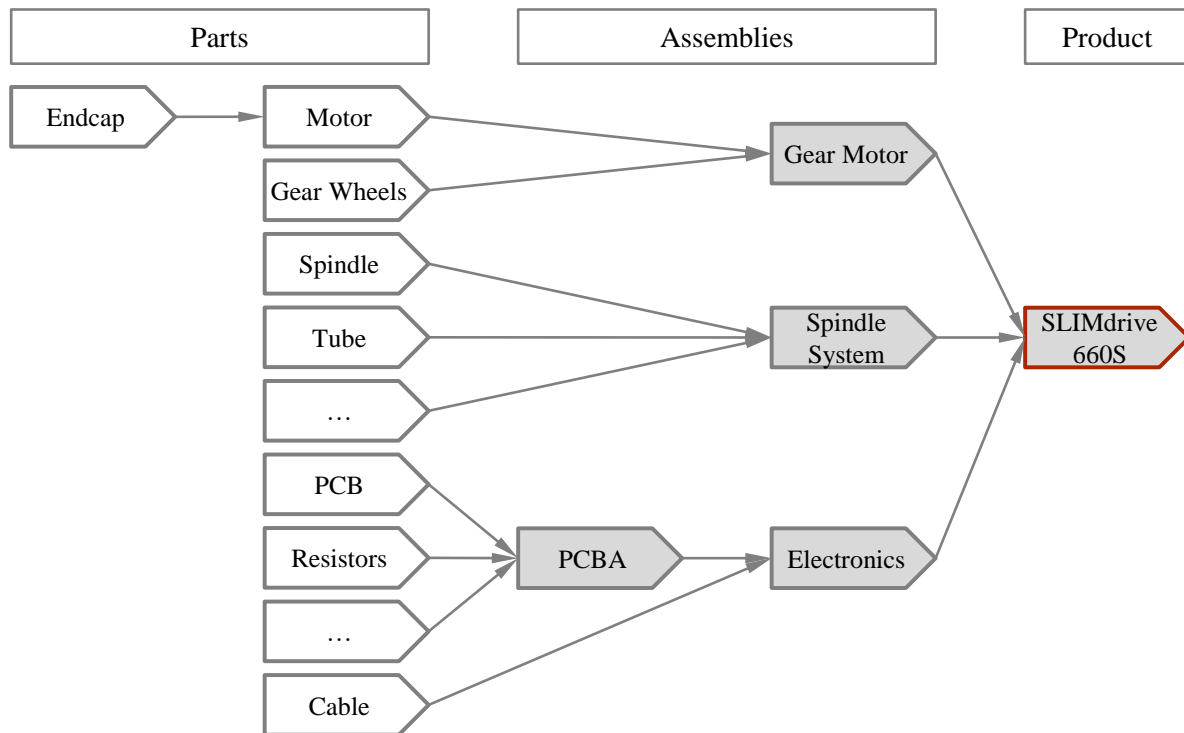 Parts
Assemblies
Product
Endcap
Motor
Gear Wheels
Gear Motor
Spindle
Tube
…
Spindle
System
SLIMdrive
660S
PCB
Resistors
…
PCBA
Electronics
Cable